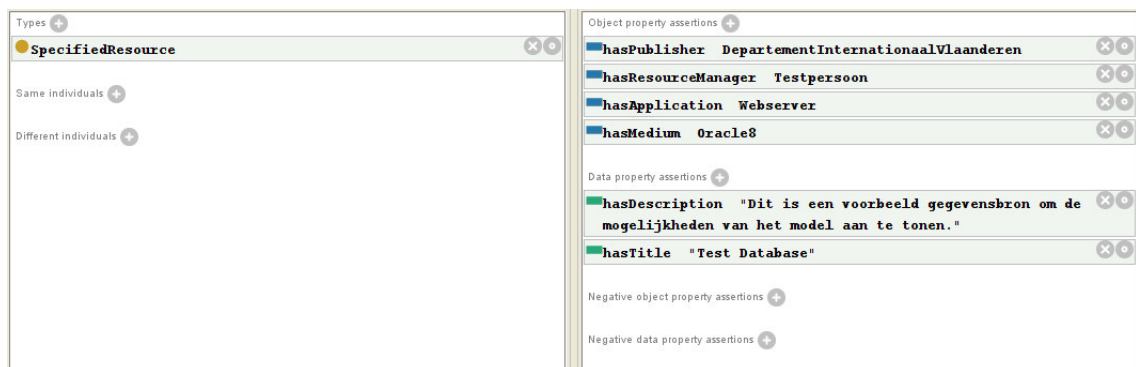 Types
SpecifiedResource
Same individuals
Different individuals
Object property assertions
hasPublisher DepartementInternationaalVlaanderen
hasResourceManager Testpersoon
hasApplication Webserver
hasMedium Oracle8
Data property assertions
hasDescription "Dit is een voorbeeld gegevensbron om de
mogelijkheden van het model aan te tonen."
hasTitle "Test Database"
Negative object property assertions
Negative data property assertions